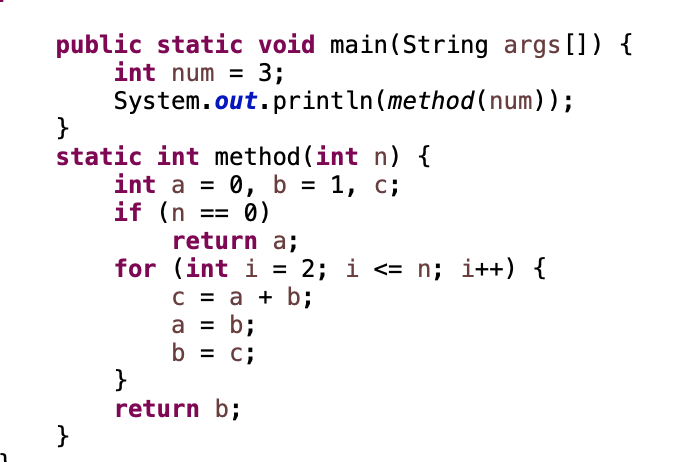 public static void main(String args[]) {
int num = 3;
System.out.println(method(num));
}
static int method(int n) {
int a = 0, b = 1, c;
if (n == 0)
return a;
for (int i = 2; i <= n; i++) {
c = a + b;
a = b;
b = c;
}
return b;
}
}